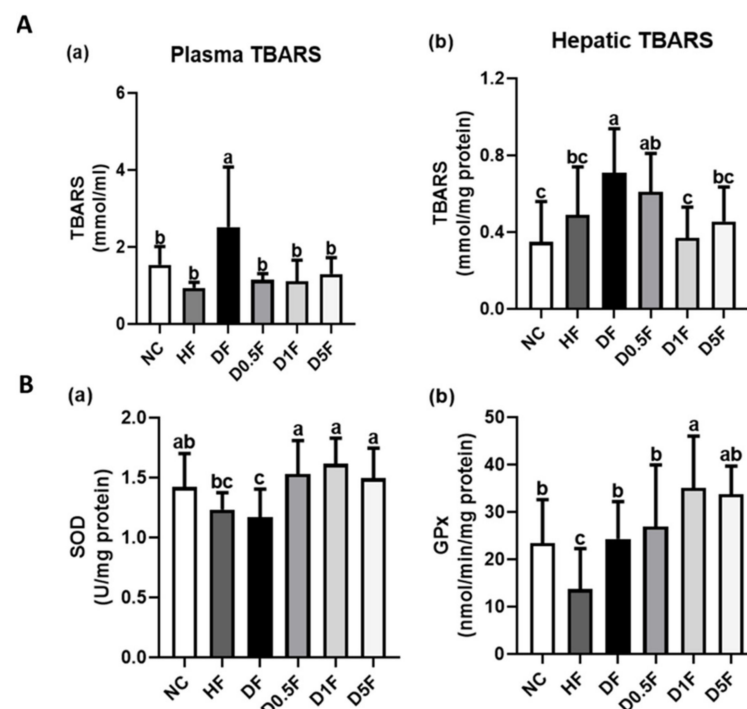 A
(a) Plasma TBARS
6
4
2
0
TBARS
(mmol/ml)
b b a b b b
NC HF DF D0.5F D1F D5F
(b) Hepatic TBARS
1.2
0.8
0.4
0.0
TBARS
(mmol/mg protein)
c bc a ab c bc
NC HF DF D0.5F D1F D5F
B
(a)
2.0
1.5
1.0
0.5
0.0
SOD
(U/mg protein)
ab bc c a a a
NC HF DF D0.5F D1F D5F
(b)
50
40
30
20
10
0
GPx
(nmol/min/mg protein)
b c b b a ab
NC HF DF D0.5F D1F D5F